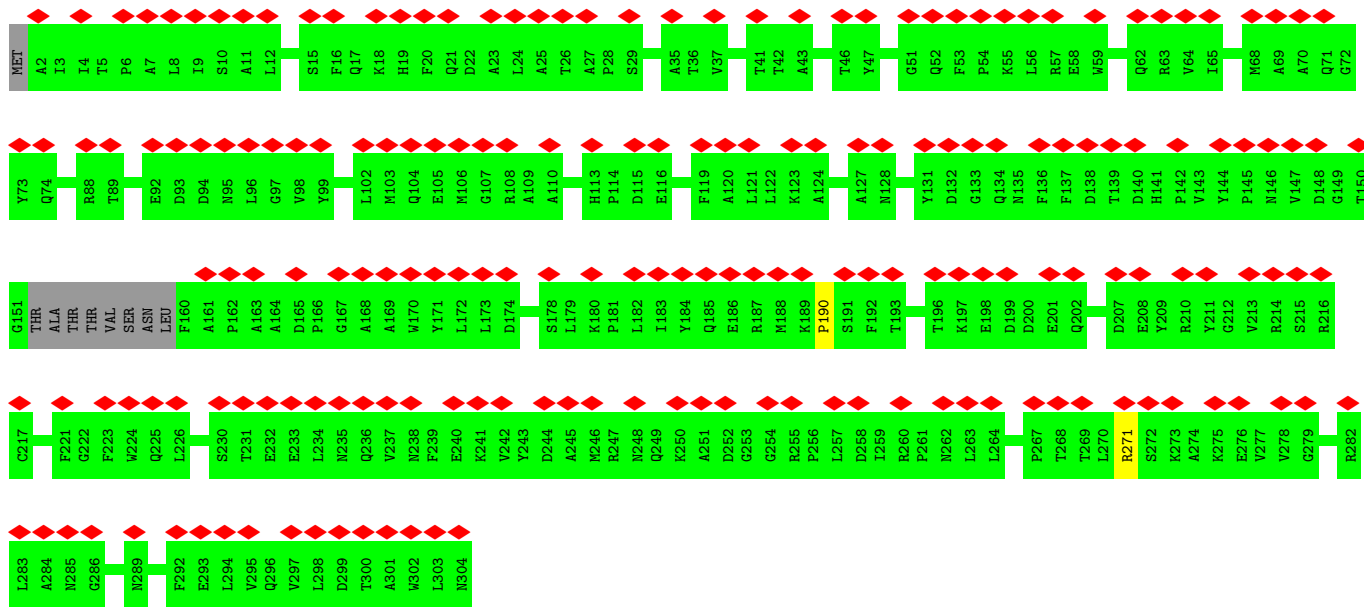 MET A2 I3 I4 T5 P6 A7 L8 I9 S10 A11 L12 S15 F16 Q17 K18 H19 F20 Q21 D22 A23 L24 A25 T26 A27 P28 S29 A35 T36 V37 T41 T42 A43 T46 Y47 G51 Q52 F53 P54 K55 L56 R57 E58 W59 Q62 R63 V64 I65 M68 A69 A70 Q71 G72
Y73 Q74 R88 T89 E92 D93 D94 N95 L96 G97 V98 Y99 L102 M103 Q104 E105 M106 G107 R108 A109 A110 H113 P114 D115 E116 F119 A120 L121 L122 K123 A124 A127 N128 Y131 D132 G133 Q134 N135 F136 F137 D138 T139 D140 H141 P142 V143 Y144 P145 N146 V147 D148 G149 T150
G151 THR ALA THR THR VAL SER ASN LEU F160 A161 P162 A163 A164 D165 P166 G167 A168 A169 W170 Y171 L172 L173 D174 S178 L179 K180 P181 L182 I183 Y184 Q185 E186 R187 M188 K189 P190 S191 F192 T193 T196 K197 E198 D199 D200 E201 Q202 D207 E208 Y209 R210 Y211 G212 V213 R214 S215 R216
C217 F221 G222 F223 W224 Q225 L226 S230 T231 E232 E233 L234 N235 Q236 V237 N238 F239 E240 K241 V242 Y243 D244 A245 M246 R247 N248 Q249 K250 A251 D252 G253 G254 R255 P256 L257 D258 I259 R260 P261 N262 L263 L264 P267 T268 T269 L270 R271 S272 K273 A274 K275 E276 V277 V278 G279 R282
L283 A284 N285 G286 N289 F292 E293 L294 V295 Q296 V297 L298 D299 T300 A301 W302 L303 N304